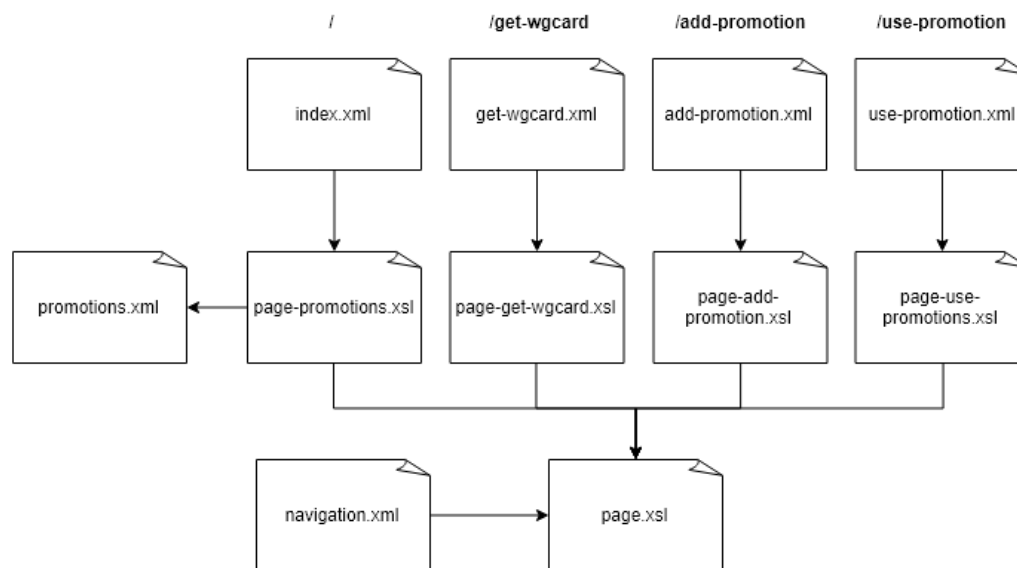 /
/get-wgcard
/add-promotion
/use-promotion
index.xml
get-wgcard.xml
add-promotion.xml
use-promotion.xml
promotions.xml
page-promotions.xsl
page-get-wgcard.xsl
page-add-
promotion.xsl
page-use-
promotions.xsl
navigation.xml
page.xsl